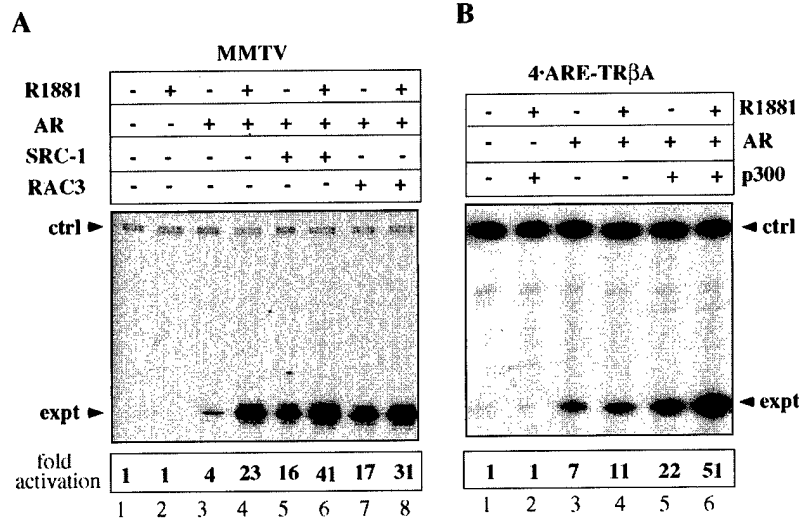 A
MMTV
R1881 - + - + - + - +
AR - - + + + + + +
SRC-1 - - - - + + - -
RAC3 - - - - - - + +
ctrl ►
expt ►
fold activation 1 1 4 23 16 41 17 31
1 2 3 4 5 6 7 8
B
4·ARE-TRβA
- + - + - + R1881
- - + + + + AR
- + - - + + p300
◄ ctrl
◄ expt
1 1 7 11 22 51
1 2 3 4 5 6